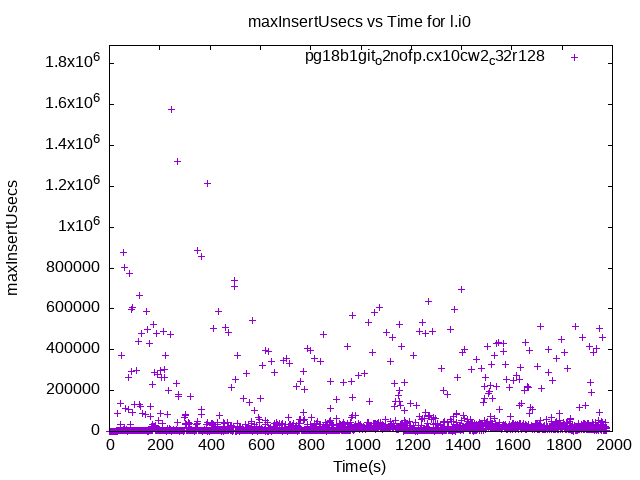 maxInsertUsecs vs Time for l.i0
pg18b1git_o2nofp.cx10cw2_c32r128
1.8x10^6
1.6x10^6
1.4x10^6
1.2x10^6
1x10^6
800000
600000
400000
200000
0
maxInsertUsecs
0 200 400 600 800 1000 1200 1400 1600 1800 2000
Time(s)